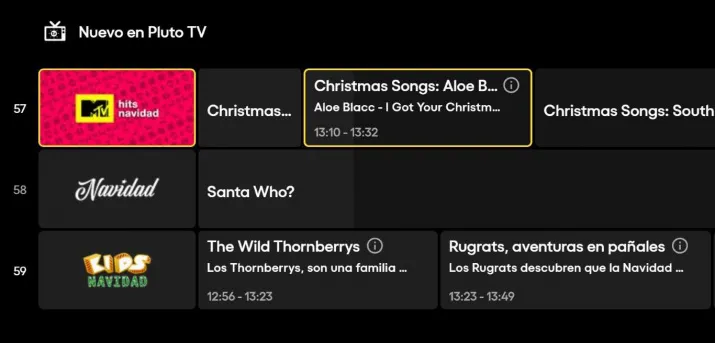 Nuevo en Pluto TV
57
MTV hits navidad
Christmas...
Christmas Songs: Aloe B...
Aloe Blacc - I Got Your Christm...
13:10 - 13:32
Christmas Songs: South
58
Navidad
Santa Who?
59
KIDS
NAVIDAD
The Wild Thornberrys
Los Thornberrys, son una familia ...
12:56 - 13:23
Rugrats, aventuras en pañales
Los Rugrats descubren que la Navidad ...
13:23 - 13:49